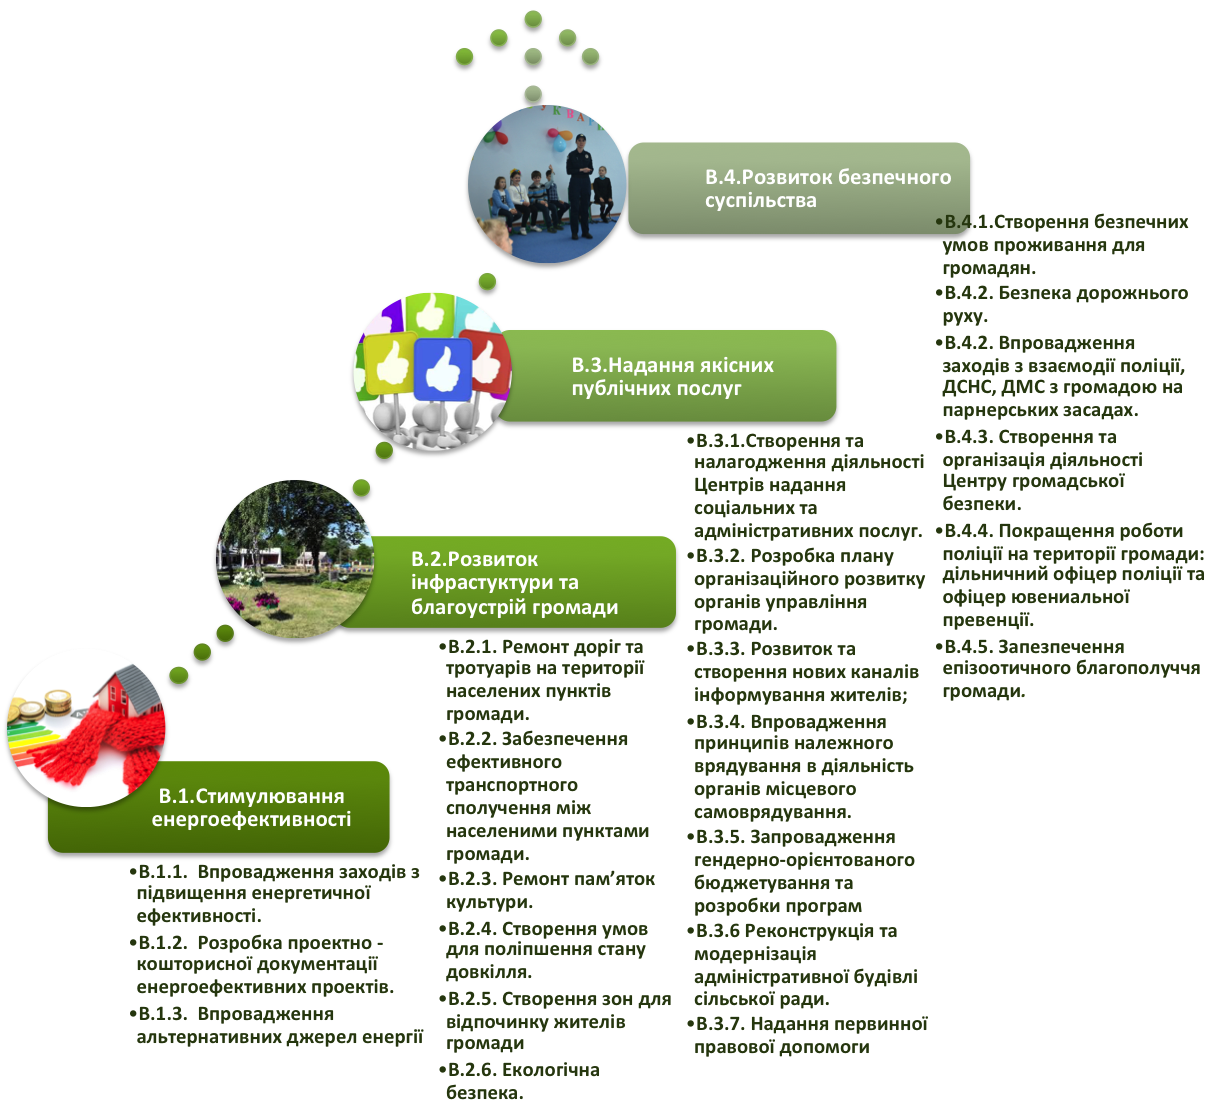 В.4.Розвиток безпечного
суспільства
•В.4.1.Створення безпечних
умов проживання для
громадян.
•В.4.2. Безпека дорожнього
руху.
•В.4.2. Впровадження
заходів з взаємодії поліції,
ДСНС, ДМС з громадою на
парнерських засадах.
•В.4.3. Створення та
організація діяльності
Центру громадської
безпеки.
•В.4.4. Покращення роботи
поліції на території громади:
дільничний офіцер поліції та
офіцер ювениальної
превенції.
•В.4.5. Запезпечення
епізоотичного благополуччя
громади.
В.3.Надання якісних
публічних послуг
•В.3.1.Створення та
налагодження діяльності
Центрів надання
соціальних та
адміністративних послуг.
•В.3.2. Розробка плану
організаційного розвитку
органів управління
громади.
•В.3.3. Розвиток та
створення нових каналів
інформування жителів;
•В.3.4. Впровадження
принципів належного
врядування в діяльність
органів місцевого
самоврядування.
•В.3.5. Запровадження
гендерно-орієнтованого
бюджетування та
розробки програм
•В.3.6 Реконструкція та
модернізація
адміністративної будівлі
сільської ради.
•В.3.7. Надання первинної
правової допомоги
В.2.Розвиток
інфрастуктури та
благоустрій громади
•В.2.1. Ремонт доріг та
тротуарів на території
населених пунктів
громади.
•В.2.2. Забезпечення
ефективного
транспортного
сполучення між
населеними пунктами
громади.
•В.2.3. Ремонт пам’яток
культури.
•В.2.4. Створення умов
для поліпшення стану
довкілля.
•В.2.5. Створення зон для
відпочинку жителів
громади
•В.2.6. Екологічна
безпека.
В.1.Стимулювання
енергоефективності
•В.1.1.  Впровадження заходів з
підвищення енергетичної
ефективності.
•В.1.2.  Розробка проектно -
кошторисної документації
енергоефективних проектів.
•В.1.3.  Впровадження
альтернативних джерел енергії